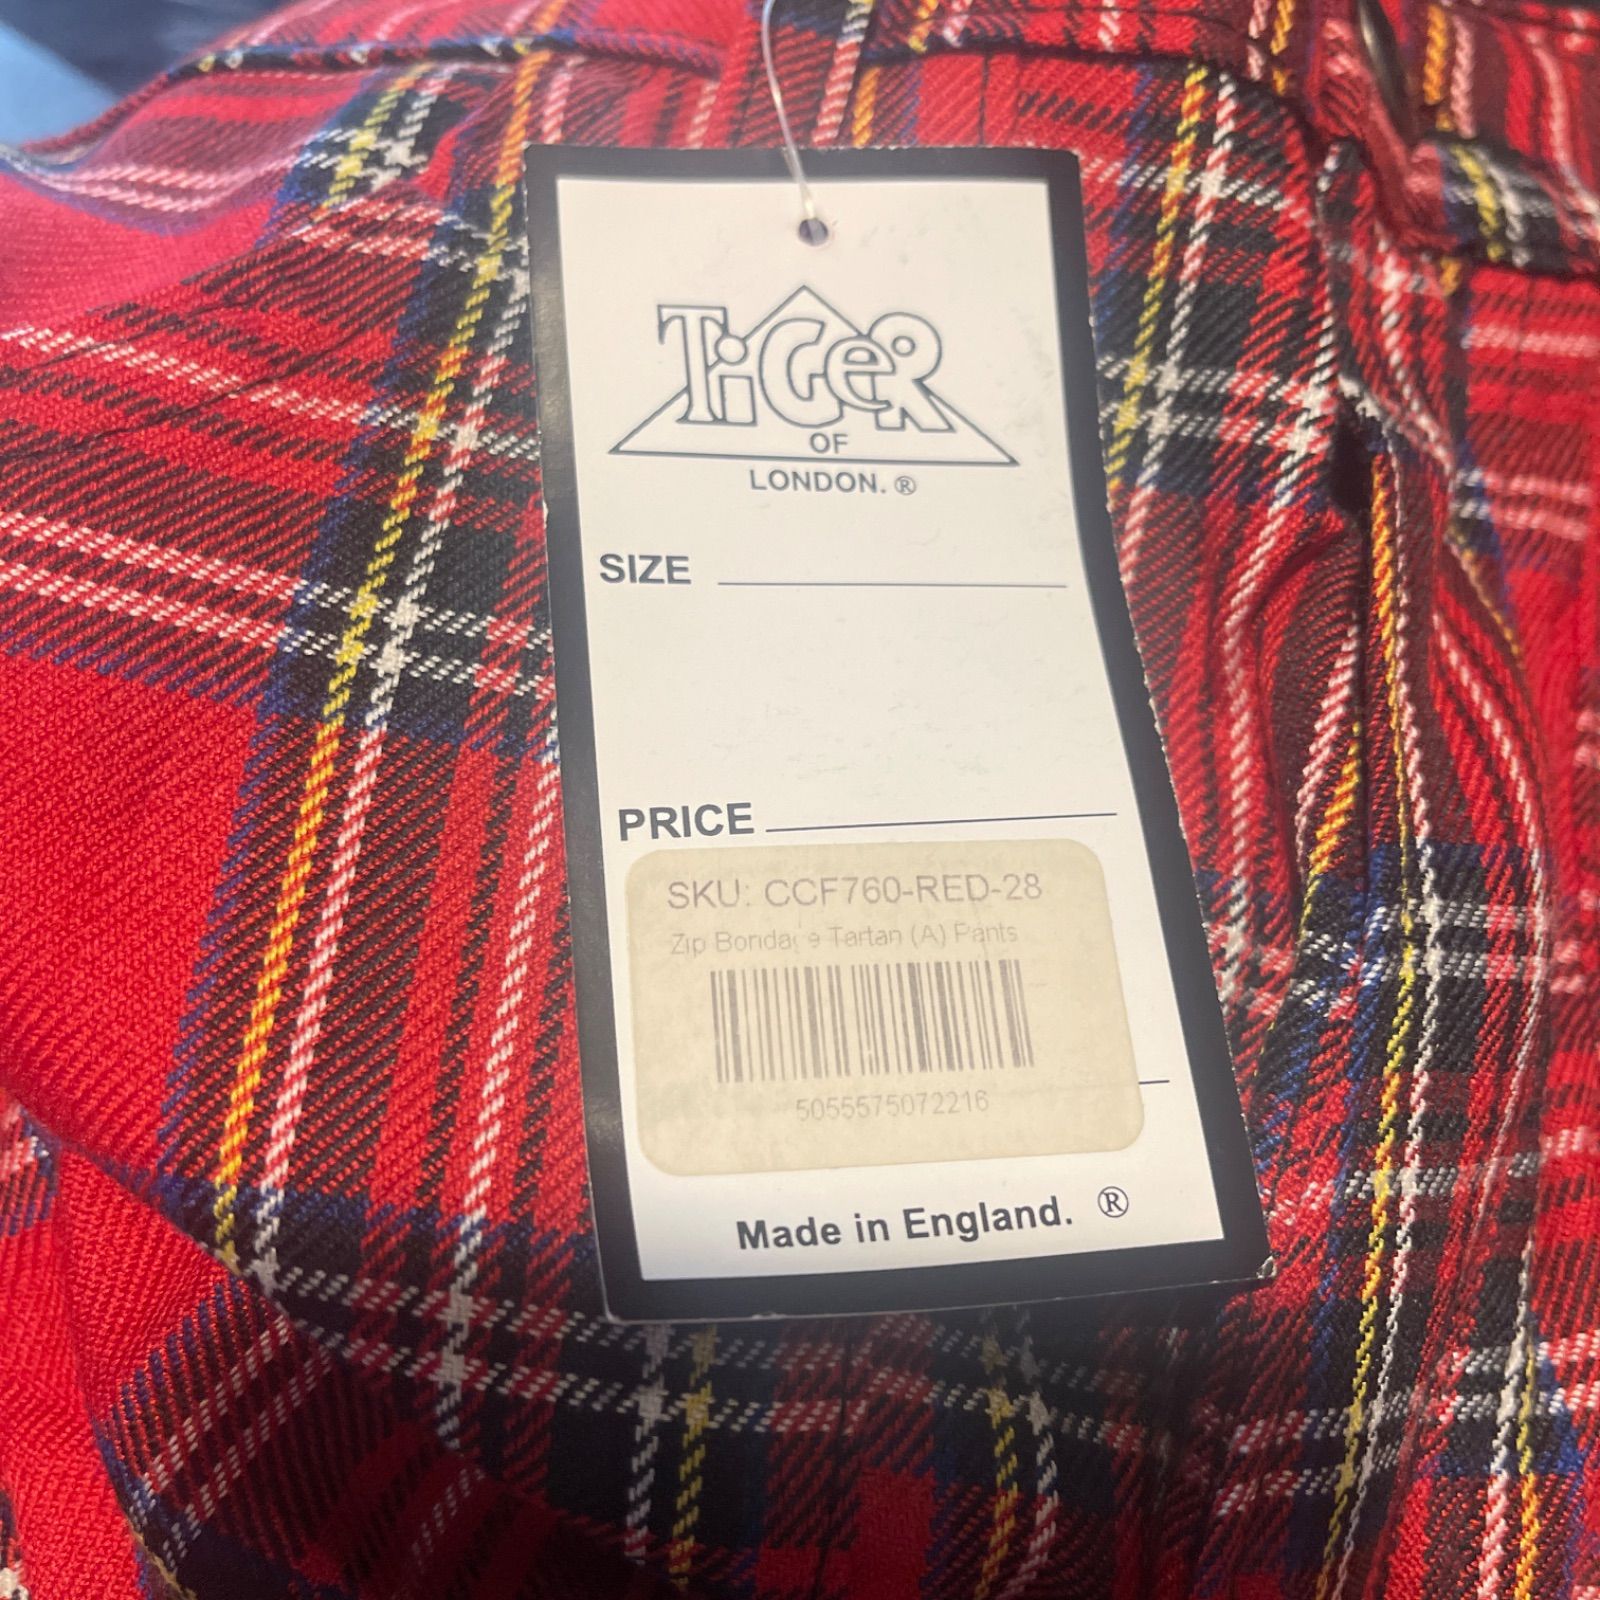 TiGeR
OF
LONDON. ®
SIZE
PRICE
SKU: CCF760-RED-28
Zip Bondage Tartan (A) Pants
5055575072216
Made in England. ®